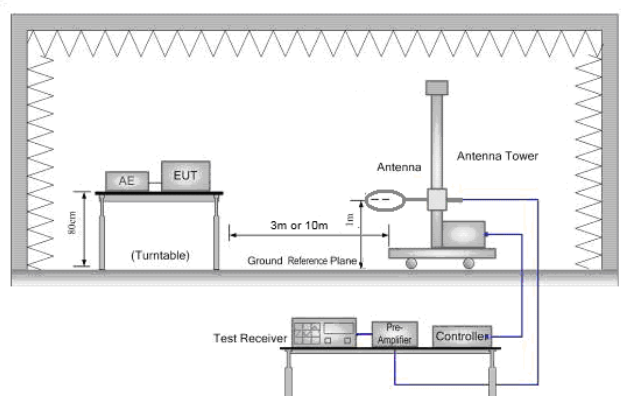 Antenna
Antenna Tower
AE
EUT
80cm
3m or 10m
1m
(Turntable)
Ground Reference Plane
Test Receiver
Pre-
Amplifier
Controller